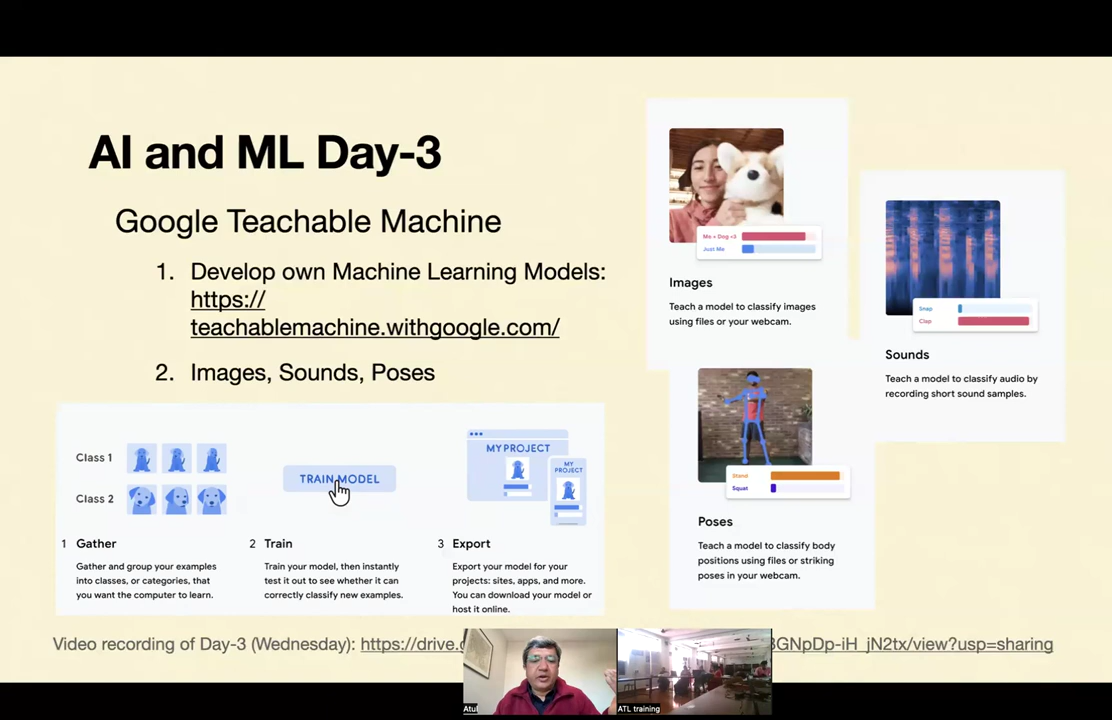 AI and ML Day-3
Google Teachable Machine
1. Develop own Machine Learning Models:
https://
teachablemachine.withgoogle.com/
2. Images, Sounds, Poses
Class 1
Class 2
TRAIN MODEL
MY PROJECT
MY
PROJECT
1 Gather
Gather and group your examples
into classes, or categories, that
you want the computer to learn.
2 Train
Train your model, then instantly
test it out to see whether it can
correctly classify new examples.
3 Export
Export your model for your
projects: sites, apps, and more.
You can download your model or
host it online.
Me + Dog <3
Just Me
Images
Teach a model to classify images
using files or your webcam.
Snap
Clap
Sounds
Teach a model to classify audio by
recording short sound samples.
Stand
Squat
Poses
Teach a model to classify body
positions using files or striking
poses in your webcam.
Video recording of Day-3 (Wednesday): https://drive.
GNpDp-iH_jN2tx/view?usp=sharing
Atul
ATL training